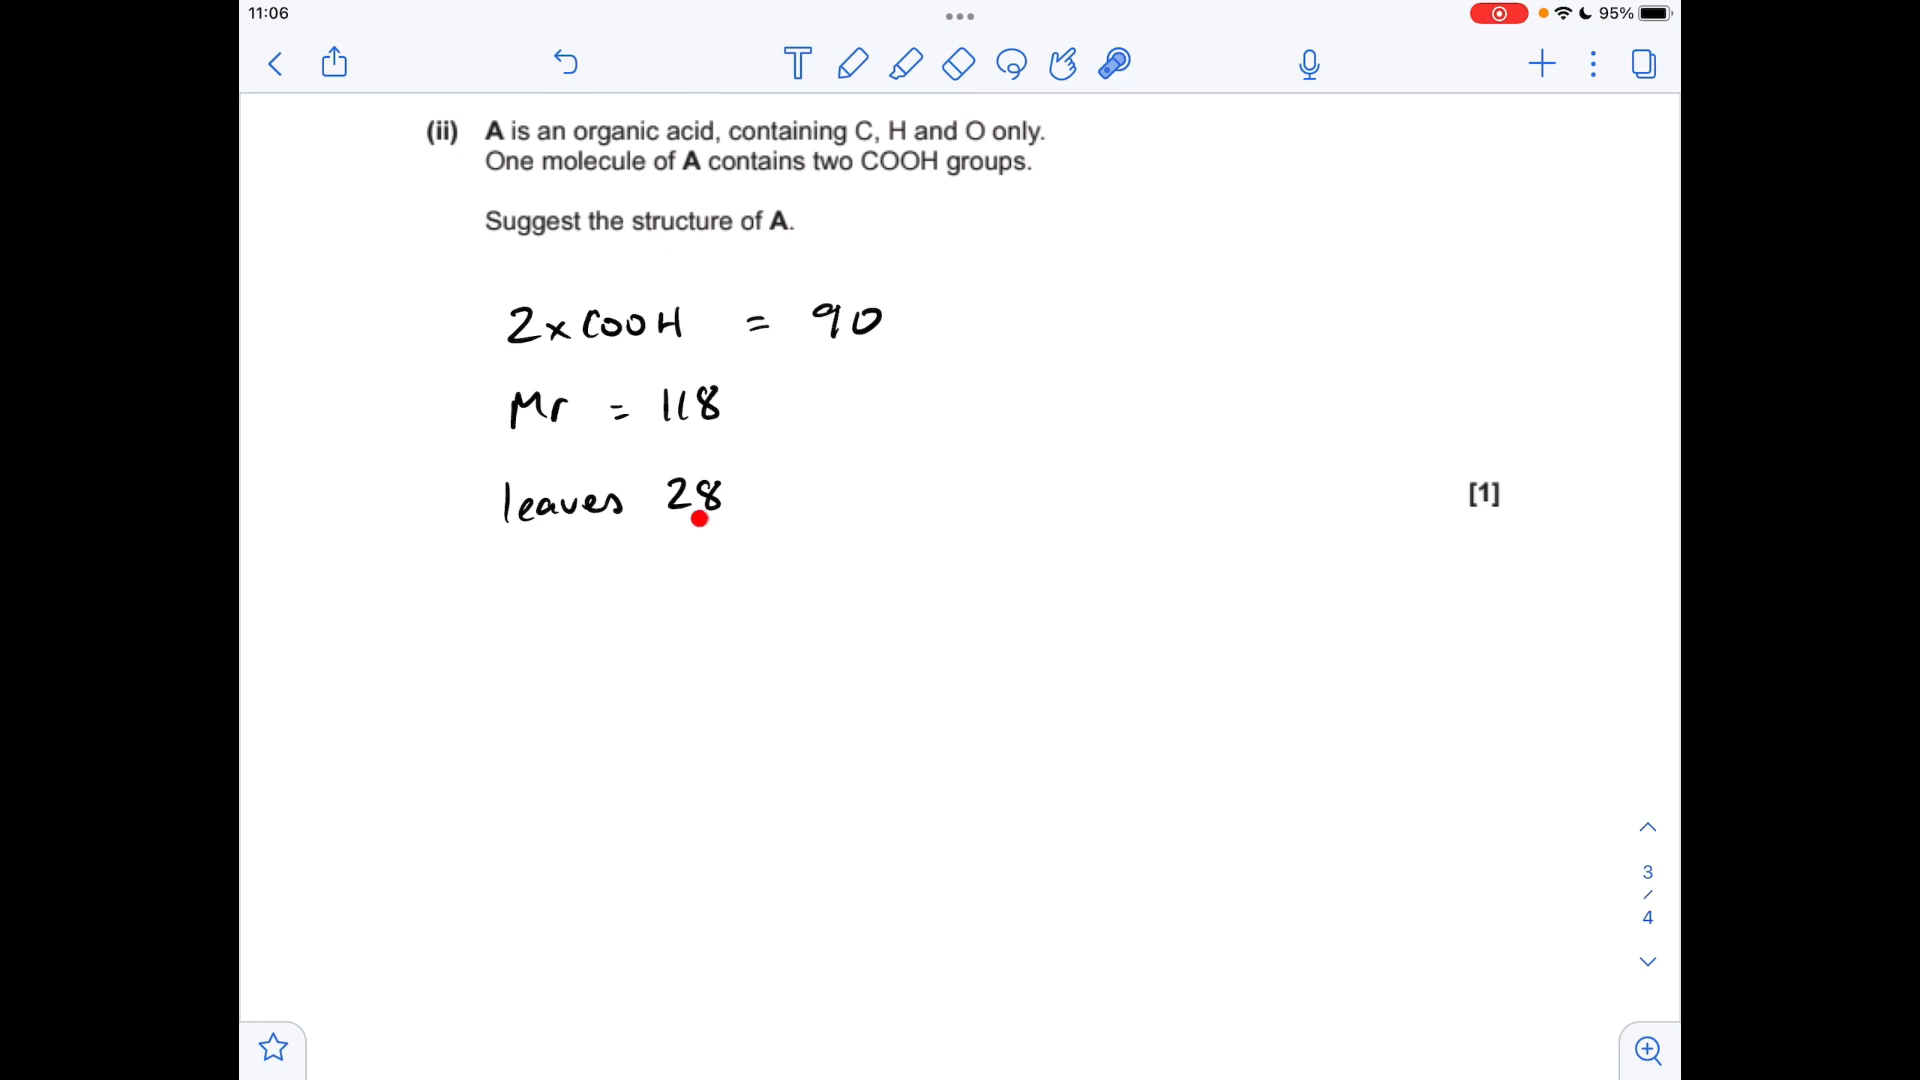 11:06
95%
(ii) A is an organic acid, containing C, H and O only.
One molecule of A contains two COOH groups.
Suggest the structure of A.
2 x COOH = 90
Mr = 118
leaves 28
[1]
3
/
4